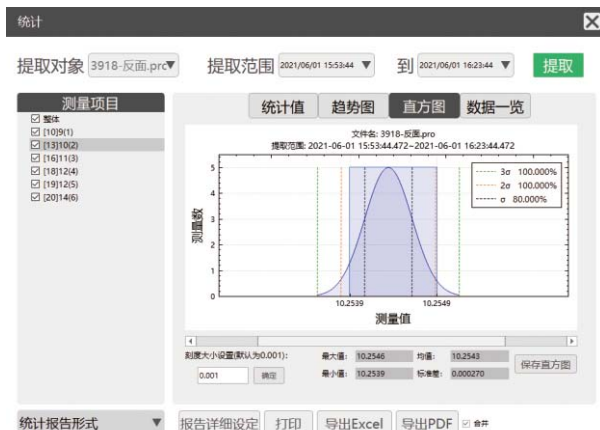 统计
提取对象 3918-反面.prc 提取范围 2021/06/01 15:53:44 到 2021/06/01 16:23:44 提取
测量项目
整体
[10]9(1)
[13]10(2)
[16]11(3)
[18]12(4)
[19]12(5)
[20]14(6)
统计值 趋势图 直方图 数据一览
文件名: 3918-反面.pro
提取范围: 2021-06-01 15:53:44.472~2021-06-01 16:23:44.472
3σ 100.000%
2σ 100.000%
σ 80.000%
测量数
5
4
3
2
1
0
10.2539 10.2549
测量值
刻度大小设置(默认为0.001):
0.001 确定
最大值: 10.2546 均值: 10.2543
最小值: 10.2539 标准差: 0.000270
保存直方图
统计报告形式 报告详细设定 打印 导出Excel 导出PDF 合并